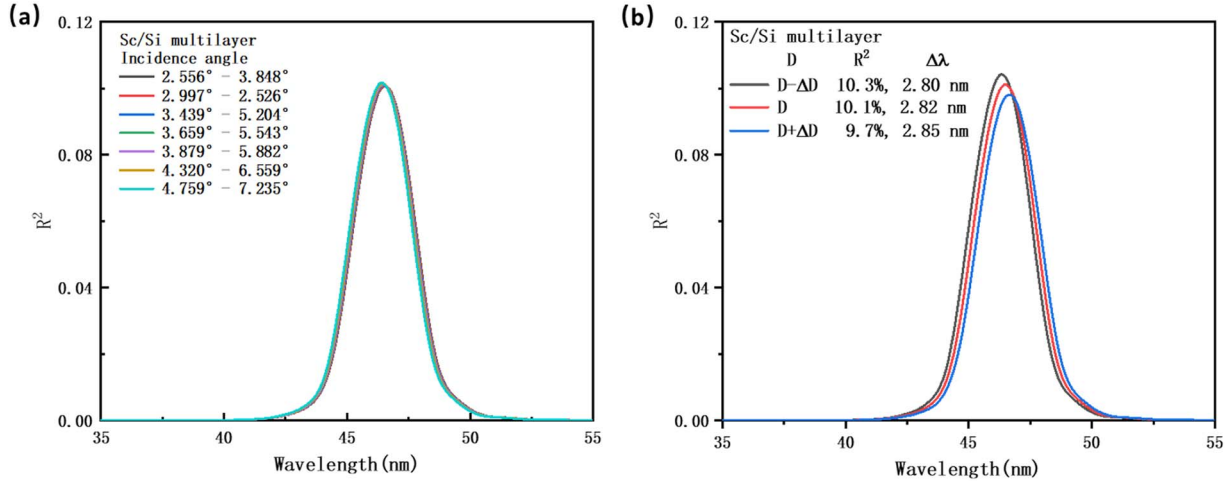 (a)
0.12
0.08
0.04
0.00
R²
Sc/Si multilayer
Incidence angle
2.556° - 3.848°
2.997° - 2.526°
3.439° - 5.204°
3.659° - 5.543°
3.879° - 5.882°
4.320° - 6.559°
4.759° - 7.235°
35 40 45 50 55
Wavelength(nm)
(b)
0.12
0.08
0.04
0.00
R²
Sc/Si multilayer
D R² Δλ
D-ΔD 10.3%, 2.80 nm
D 10.1%, 2.82 nm
D+ΔD 9.7%, 2.85 nm
35 40 45 50 55
Wavelength(nm)